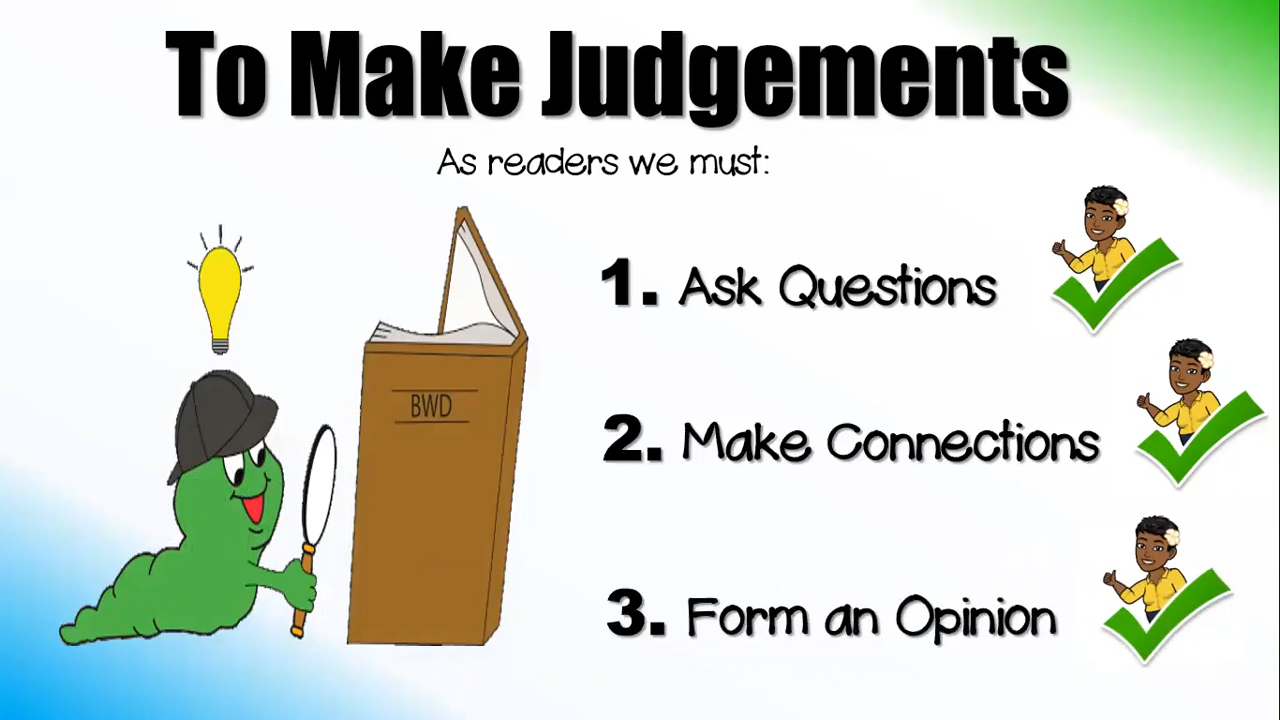 To Make Judgements
As readers we must:
1. Ask Questions
BWD
2. Make Connections
3. Form an Opinion